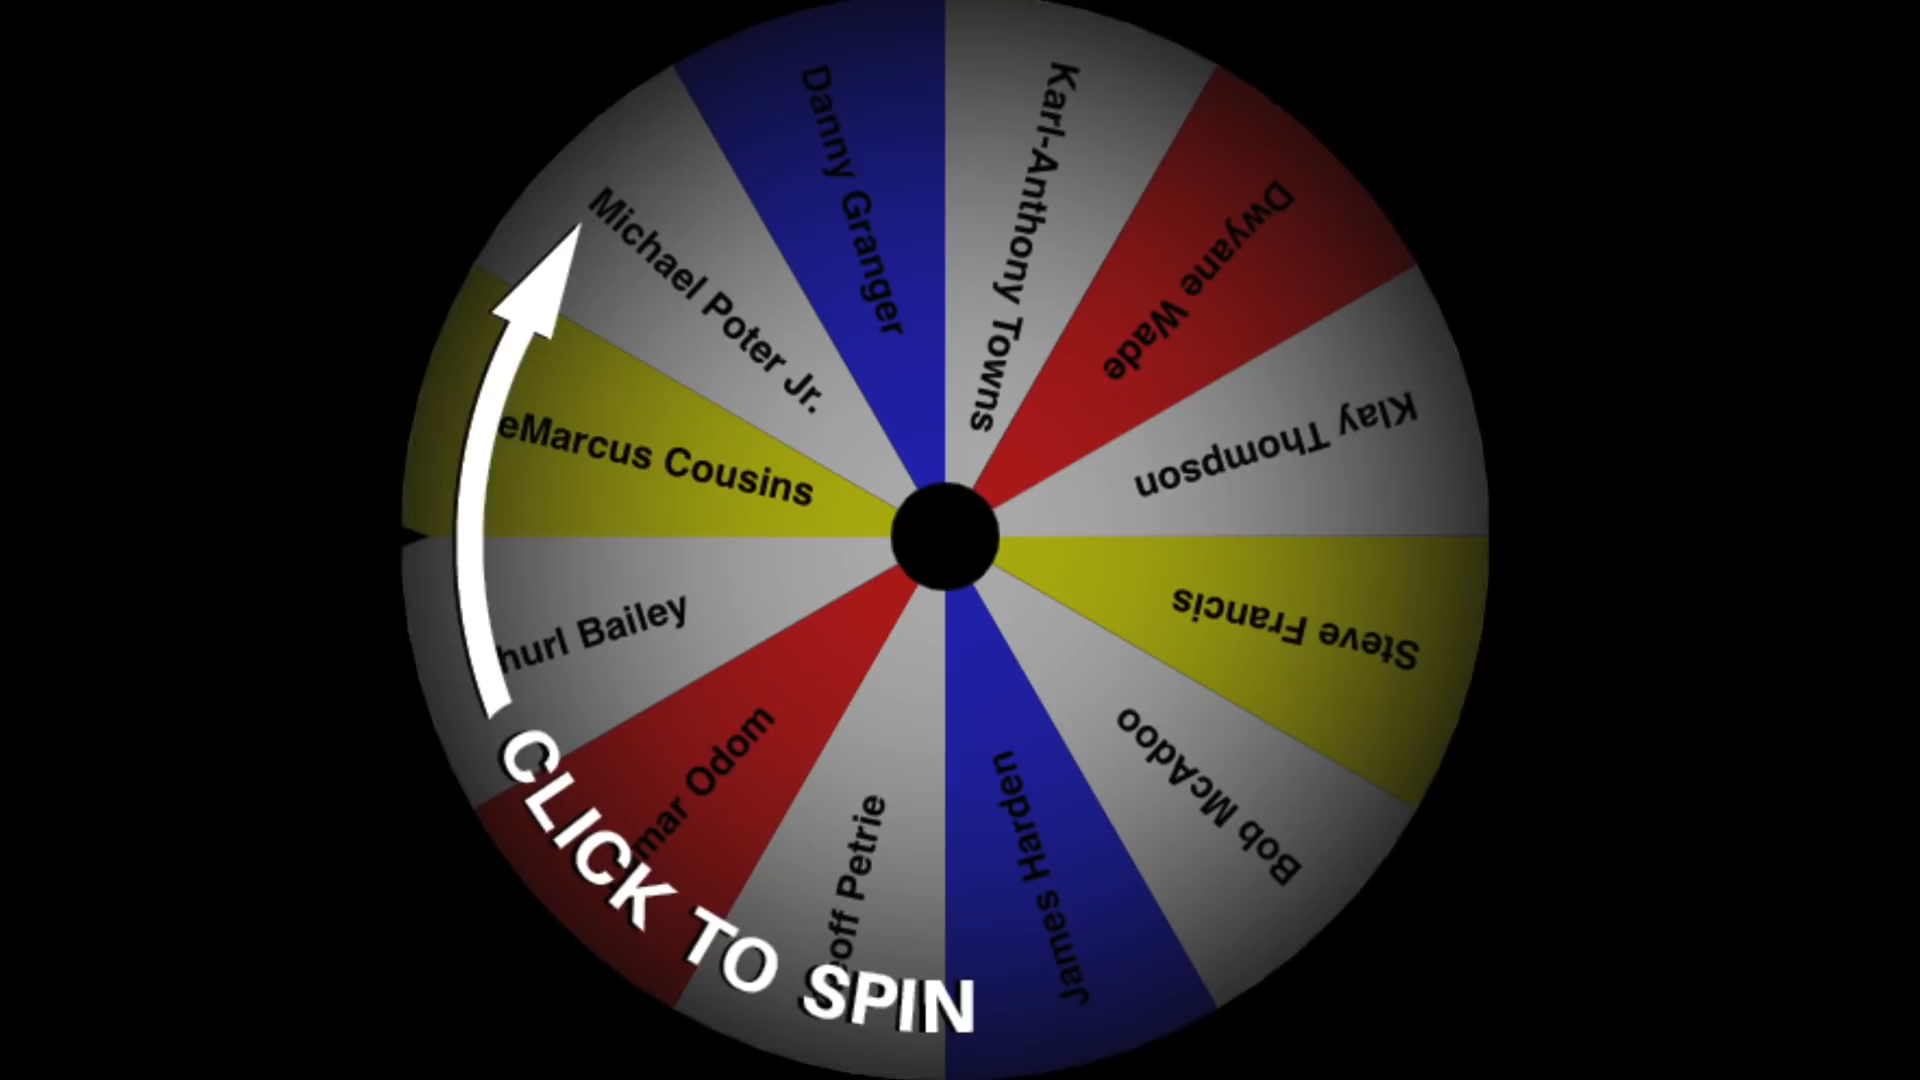 Karl-Anthony Towns
Dwyane Wade
Klay Thompson
Steve Francis
Bob McAdoo
James Harden
eoff Petrie
mar Odom
hurl Bailey
eMarcus Cousins
Michael Poter Jr.
Danny Granger
CLICK TO SPIN